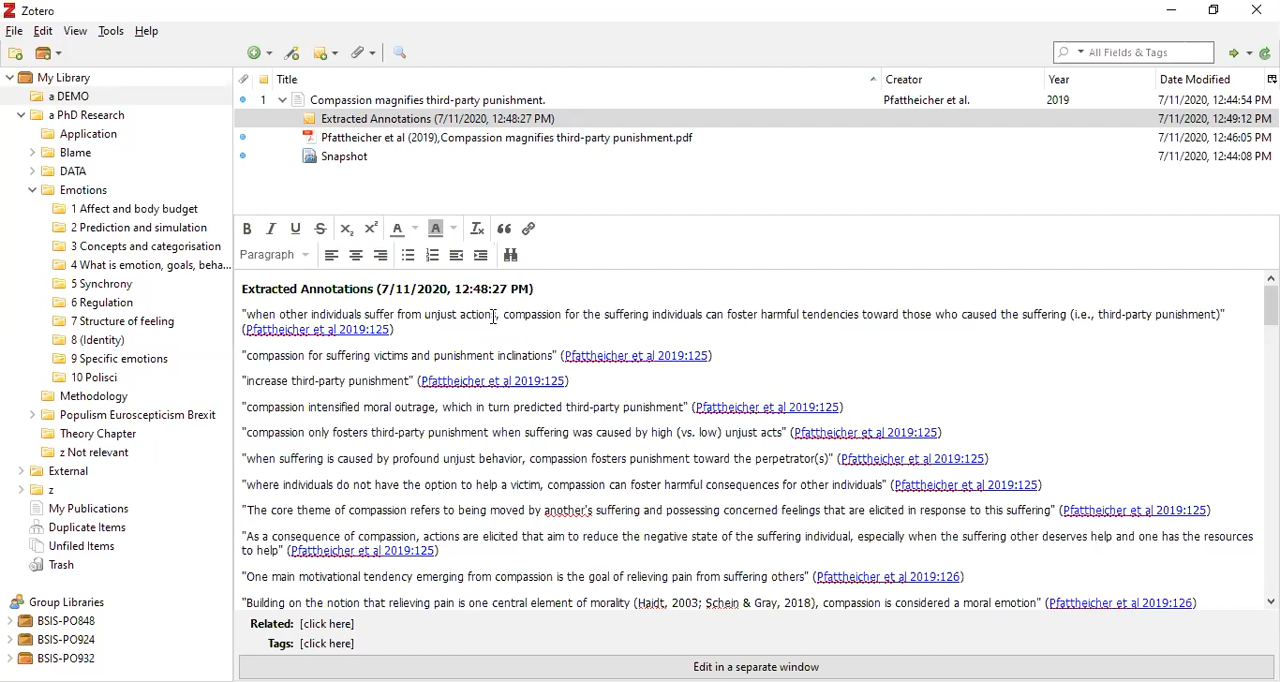 Zotero
File Edit View Tools Help
All Fields & Tags
My Library
a DEMO
a PhD Research
Application
Blame
DATA
Emotions
1 Affect and body budget
2 Prediction and simulation
3 Concepts and categorisation
4 What is emotion, goals, beha...
5 Synchrony
6 Regulation
7 Structure of feeling
8 (Identity)
9 Specific emotions
10 Polisci
Methodology
Populism Euroscepticism Brexit
Theory Chapter
z Not relevant
External
z
My Publications
Duplicate Items
Unfiled Items
Trash
Group Libraries
BSIS-PO848
BSIS-PO924
BSIS-PO932
Title Creator Year Date Modified
1 Compassion magnifies third-party punishment. Pfattheicher et al. 2019 7/11/2020, 12:44:54 PM
Extracted Annotations (7/11/2020, 12:48:27 PM) 7/11/2020, 12:49:12 PM
Pfattheicher et al (2019),Compassion magnifies third-party punishment.pdf 7/11/2020, 12:46:05 PM
Snapshot 7/11/2020, 12:44:08 PM
B I U S X₂ X² A A Tx
Paragraph
Extracted Annotations (7/11/2020, 12:48:27 PM)
"when other individuals suffer from unjust actions, compassion for the suffering individuals can foster harmful tendencies toward those who caused the suffering (i.e., third-party punishment)"
(Pfattheicher et al 2019:125)
"compassion for suffering victims and punishment inclinations" (Pfattheicher et al 2019:125)
"increase third-party punishment" (Pfattheicher et al 2019:125)
"compassion intensified moral outrage, which in turn predicted third-party punishment" (Pfattheicher et al 2019:125)
"compassion only fosters third-party punishment when suffering was caused by high (vs. low) unjust acts" (Pfattheicher et al 2019:125)
"when suffering is caused by profound unjust behavior, compassion fosters punishment toward the perpetrator(s)" (Pfattheicher et al 2019:125)
"where individuals do not have the option to help a victim, compassion can foster harmful consequences for other individuals" (Pfattheicher et al 2019:125)
"The core theme of compassion refers to being moved by another's suffering and possessing concerned feelings that are elicited in response to this suffering" (Pfattheicher et al 2019:125)
"As a consequence of compassion, actions are elicited that aim to reduce the negative state of the suffering individual, especially when the suffering other deserves help and one has the resources
to help" (Pfattheicher et al 2019:125)
"One main motivational tendency emerging from compassion is the goal of relieving pain from suffering others" (Pfattheicher et al 2019:126)
"Building on the notion that relieving pain is one central element of morality (Haidt, 2003; Schein & Gray, 2018), compassion is considered a moral emotion" (Pfattheicher et al 2019:126)
Related: [click here]
Tags: [click here]
Edit in a separate window